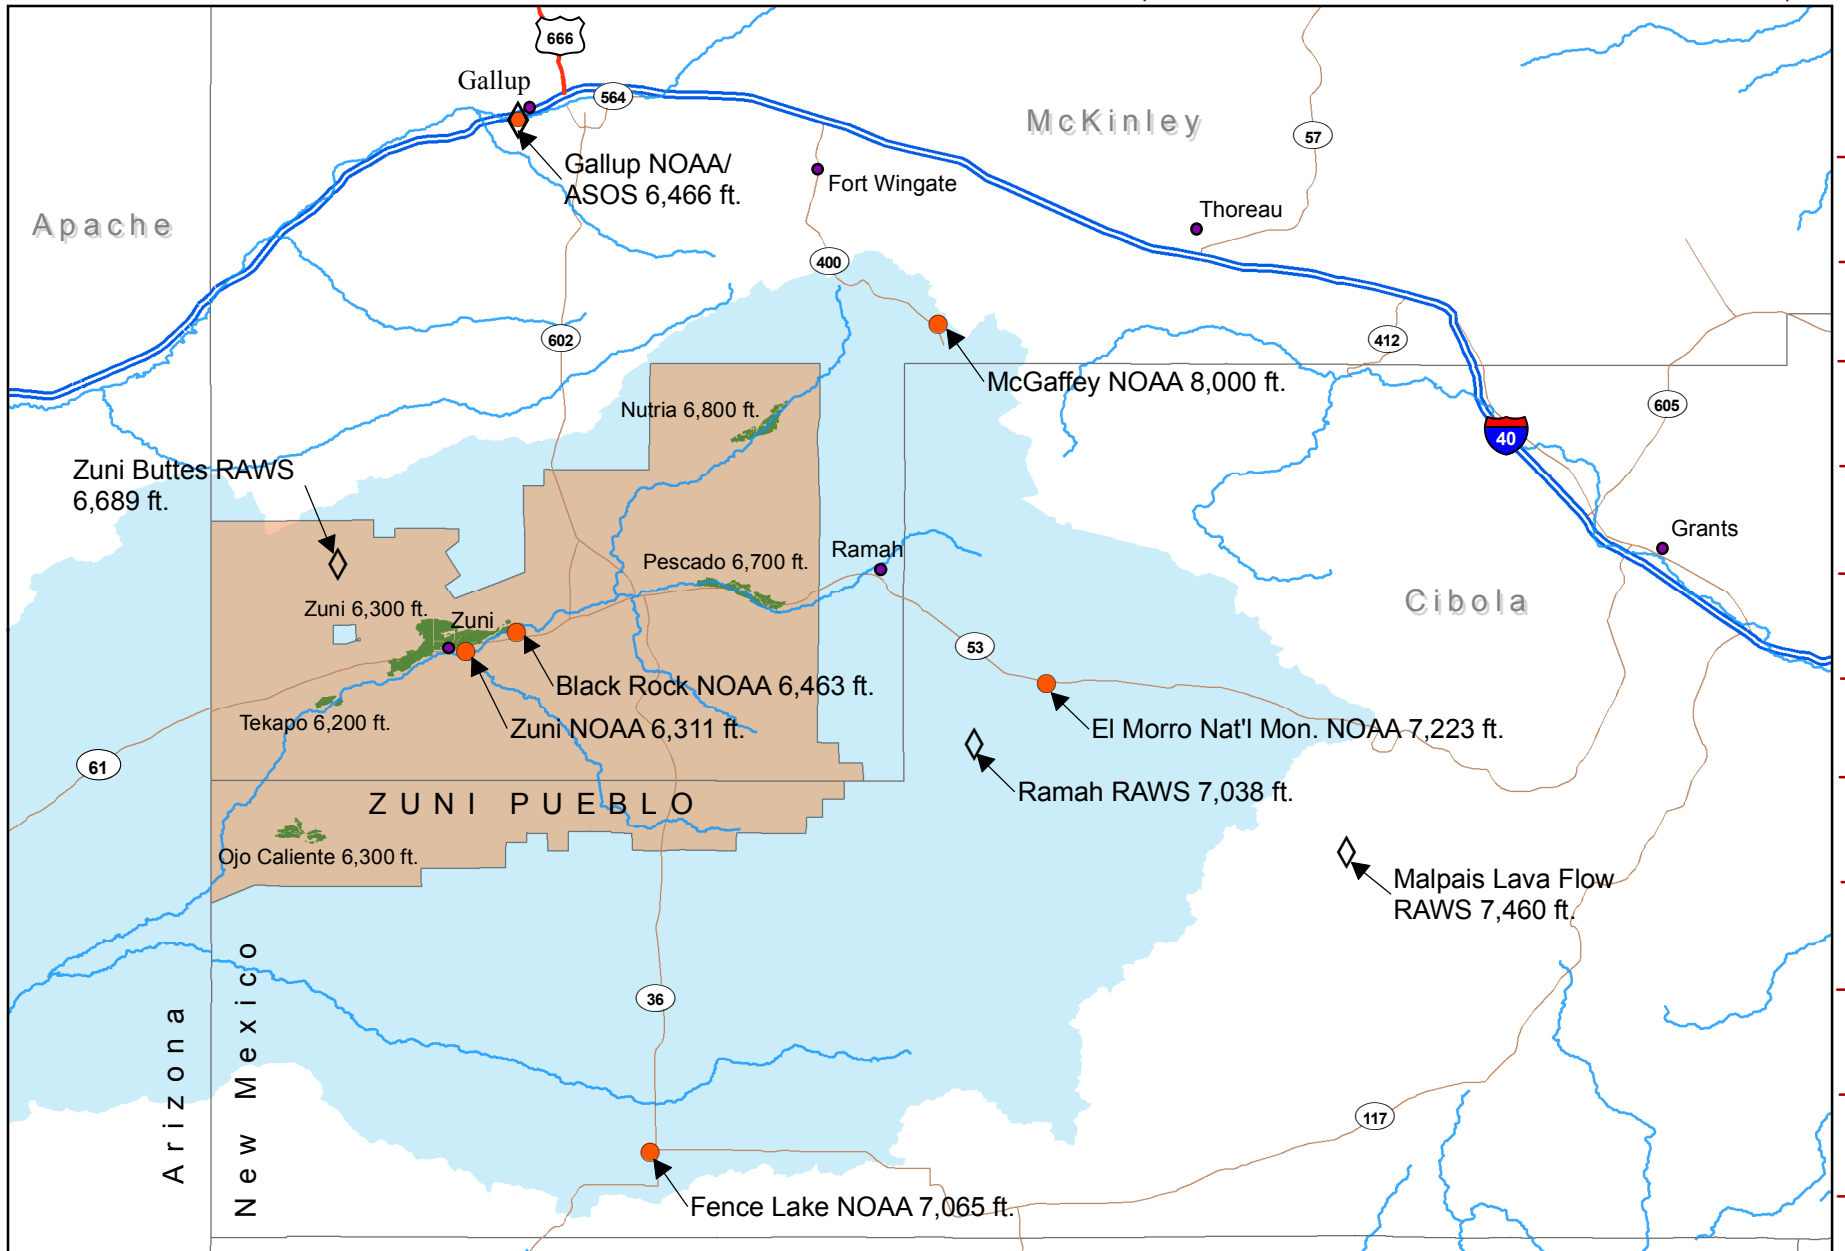 666
Gallup
564
McKinley
57
Gallup NOAA/
ASOS 6,466 ft.
Fort Wingate
Apache
Thoreau
400
602
412
McGaffey NOAA 8,000 ft.
Nutria 6,800 ft.
605
40
Zuni Buttes RAWS
6,689 ft.
Grants
Ramah
Pescado 6,700 ft.
Zuni 6,300 ft.
Zuni
Cibola
53
Black Rock NOAA 6,463 ft.
Tekapo 6,200 ft.
Zuni NOAA 6,311 ft.
El Morro Nat'l Mon. NOAA 7,223 ft.
61
Ramah RAWS 7,038 ft.
ZUNI PUEBLO
Ojo Caliente 6,300 ft.
Malpais Lava Flow
RAWS 7,460 ft.
36
Arizona
New Mexico
117
Fence Lake NOAA 7,065 ft.